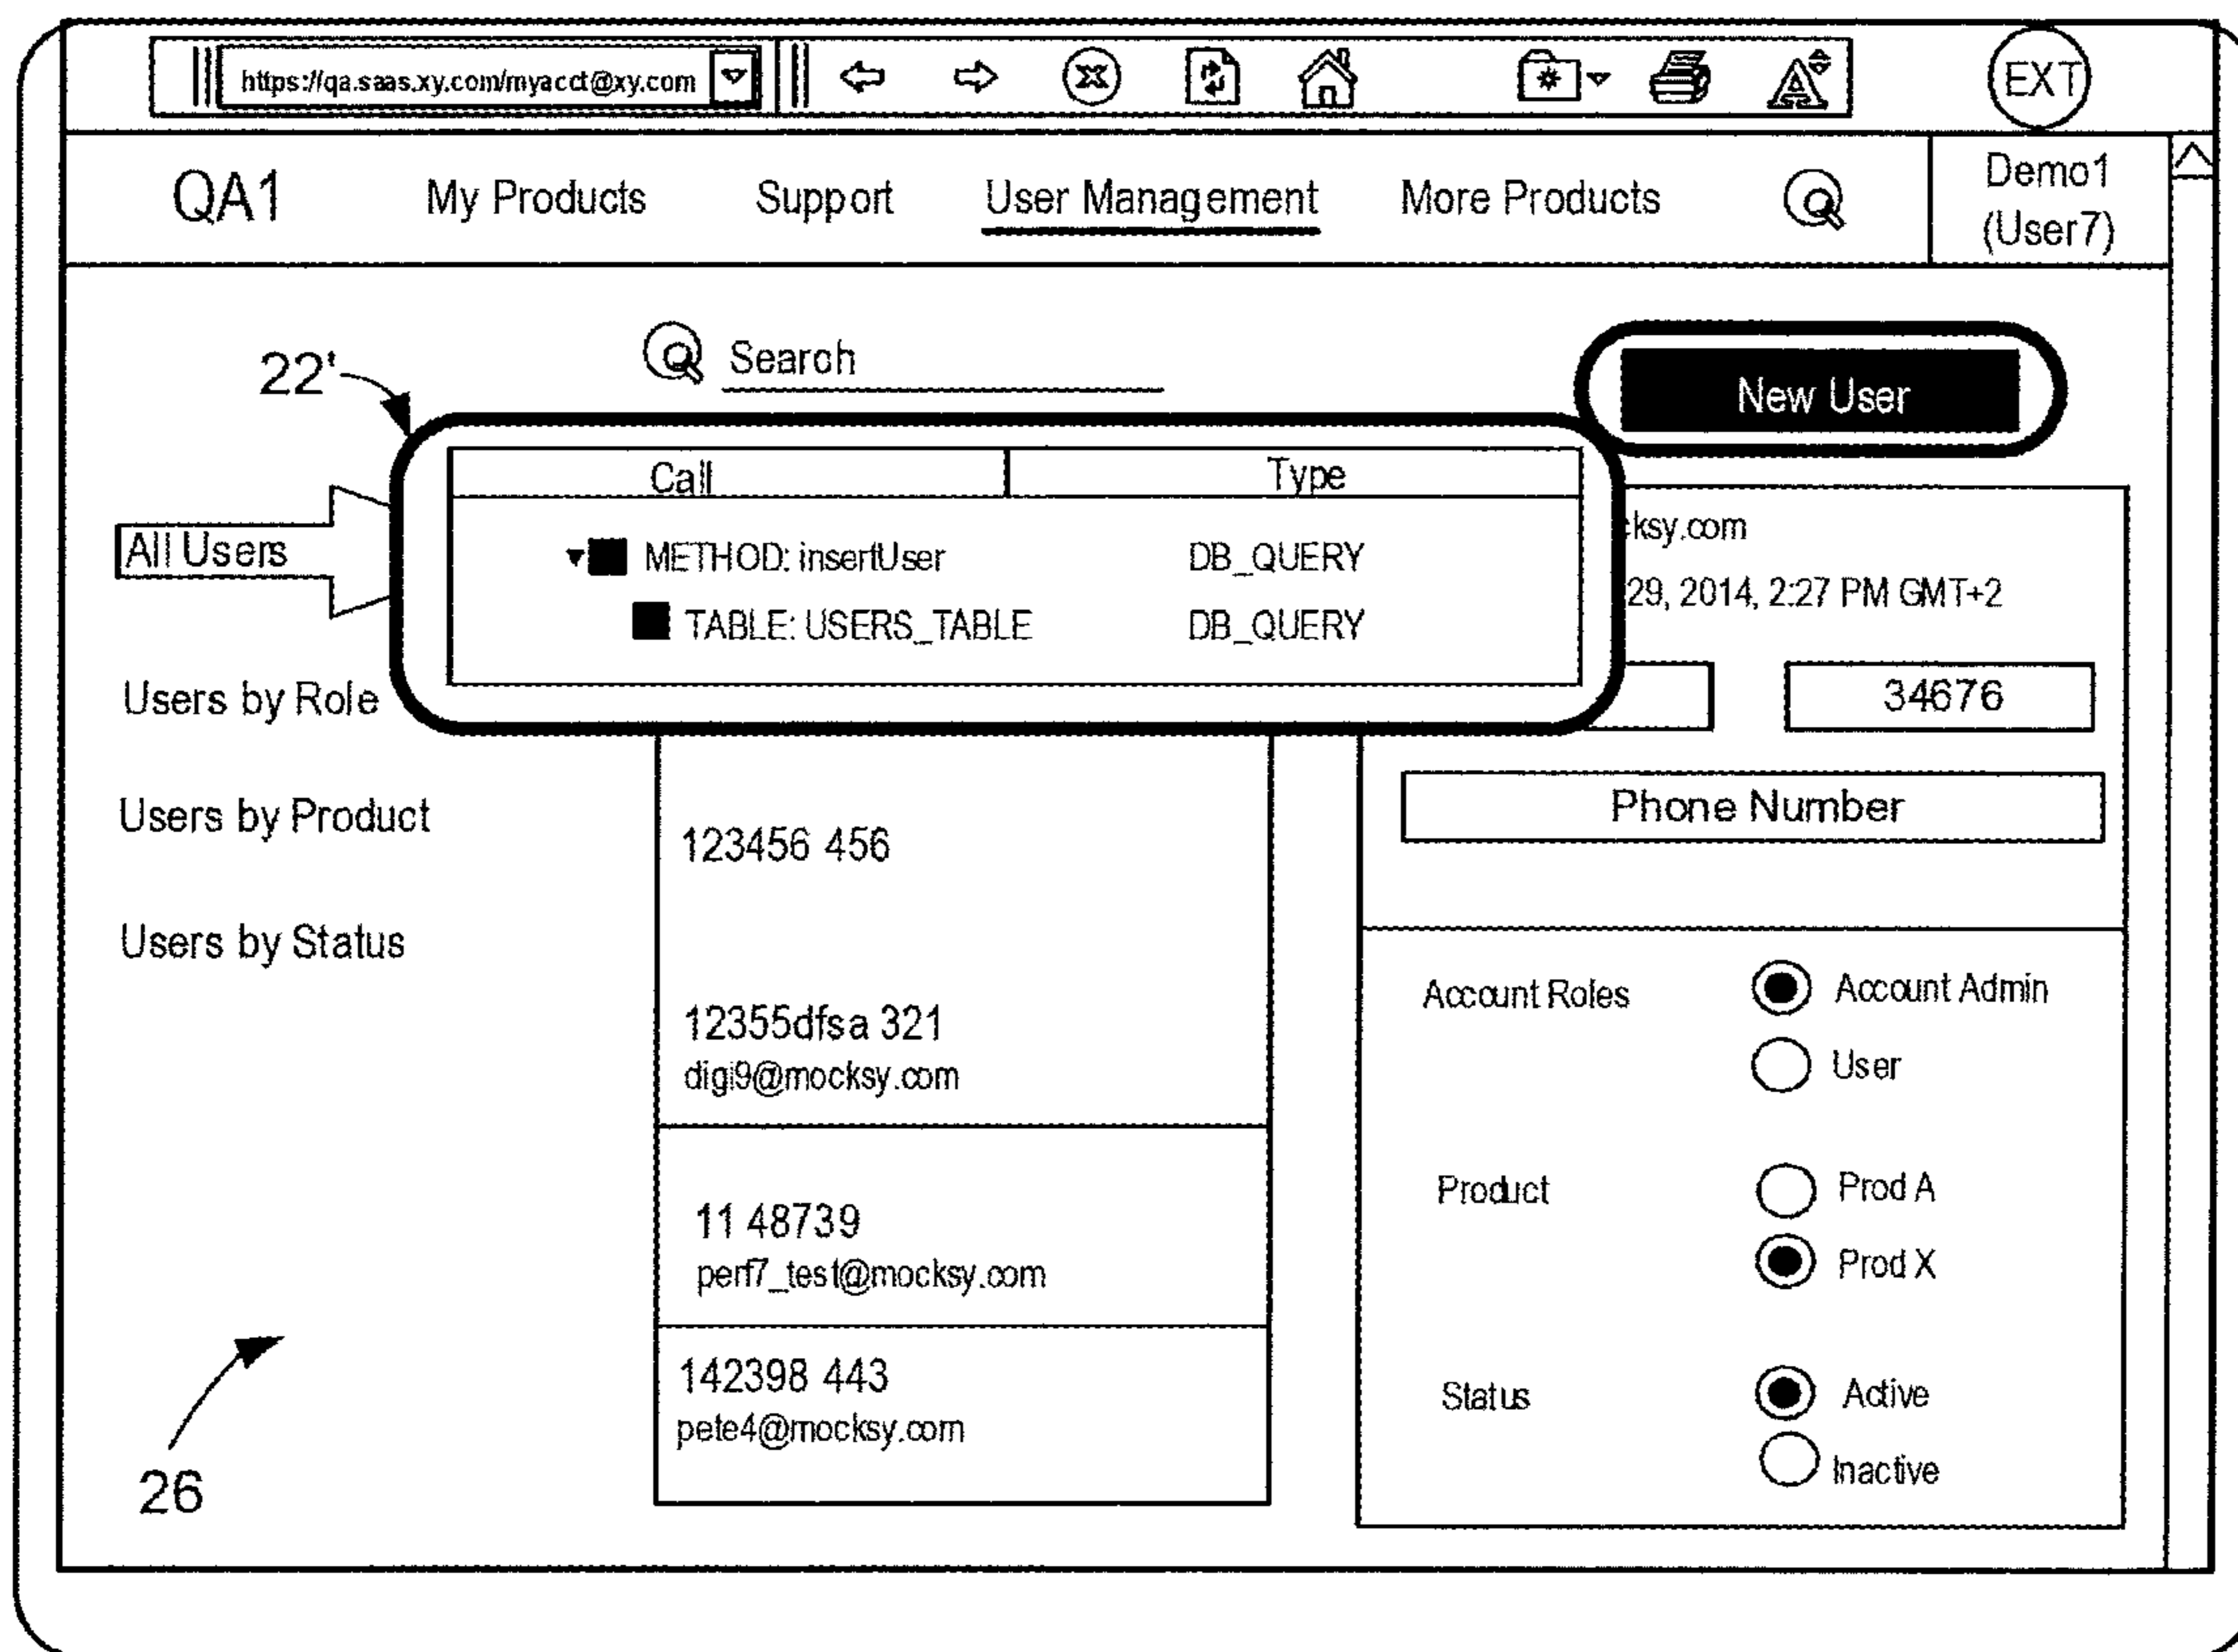 https://qa.saas.xy.com/myacct@xy.com
EXT
QA1 My Products Support User Management More Products
Demo1
(User7)
22'
Search
New User
Call Type
All Users
METHOD: insertUser DB_QUERY
TABLE: USERS_TABLE DB_QUERY
cksy.com
29, 2014, 2:27 PM GMT+2
34676
Phone Number
Users by Role
Users by Product
Users by Status
123456 456
12355dfsa 321
digi9@mocksy.com
11 48739
perf7_test@mocksy.com
142398 443
pete4@mocksy.com
Account Roles Account Admin
User
Product Prod A
Prod X
Status Active
Inactive
26